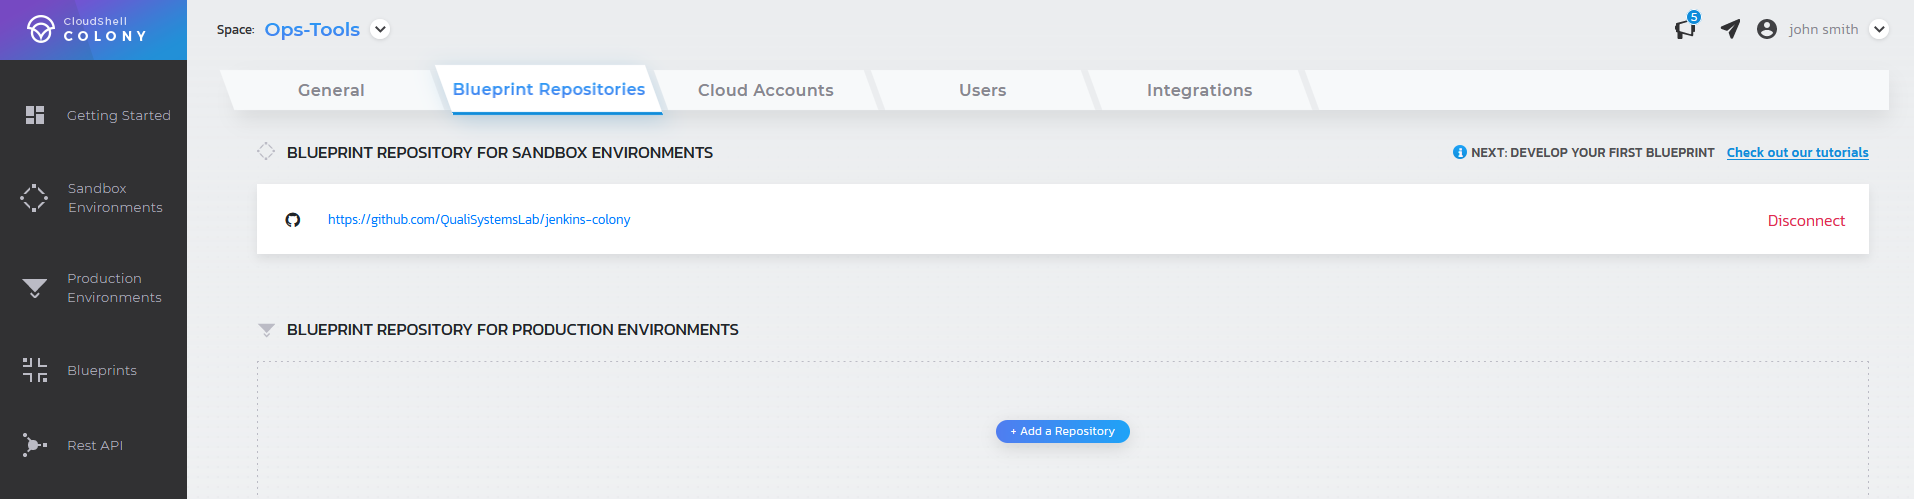 CloudShell
COLONY
Space: Ops-Tools
5
john smith
Getting Started
Sandbox
Environments
Production
Environments
Blueprints
Rest API
General Blueprint Repositories Cloud Accounts Users Integrations
BLUEPRINT REPOSITORY FOR SANDBOX ENVIRONMENTS
NEXT: DEVELOP YOUR FIRST BLUEPRINT Check out our tutorials
https://github.com/QualiSystemsLab/jenkins-colony
Disconnect
BLUEPRINT REPOSITORY FOR PRODUCTION ENVIRONMENTS
+ Add a Repository